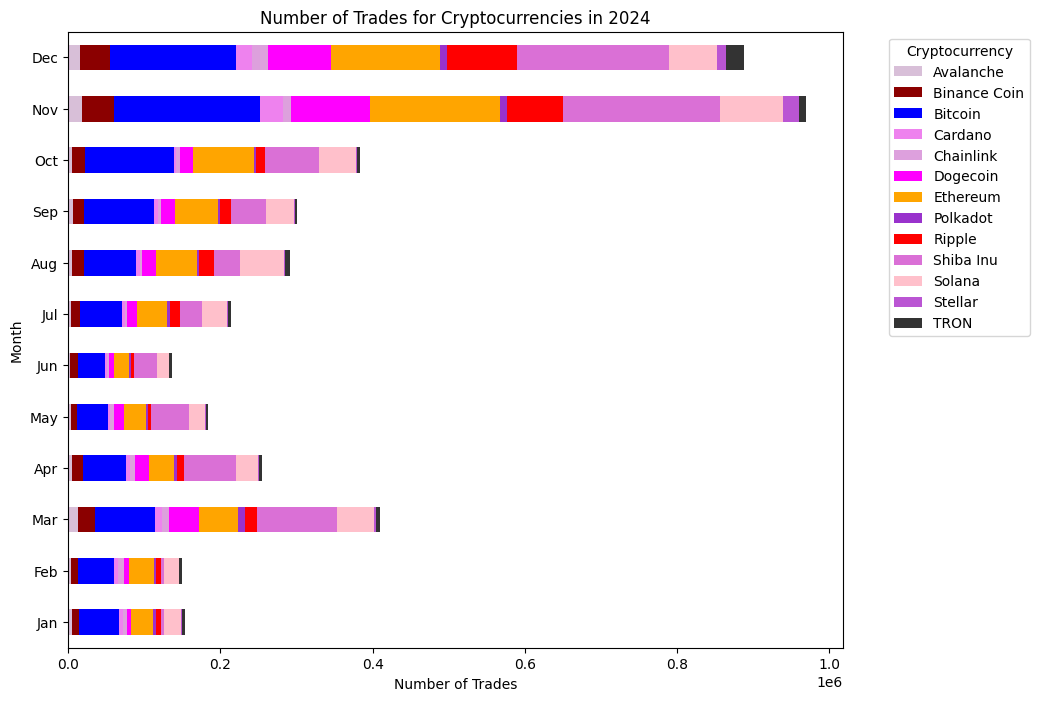 Number of Trades for Cryptocurrencies in 2024
Month
Dec
Nov
Oct
Sep
Aug
Jul
Jun
May
Apr
Mar
Feb
Jan
0.0 0.2 0.4 0.6 0.8 1.0
1e6
Number of Trades
Cryptocurrency
Avalanche
Binance Coin
Bitcoin
Cardano
Chainlink
Dogecoin
Ethereum
Polkadot
Ripple
Shiba Inu
Solana
Stellar
TRON